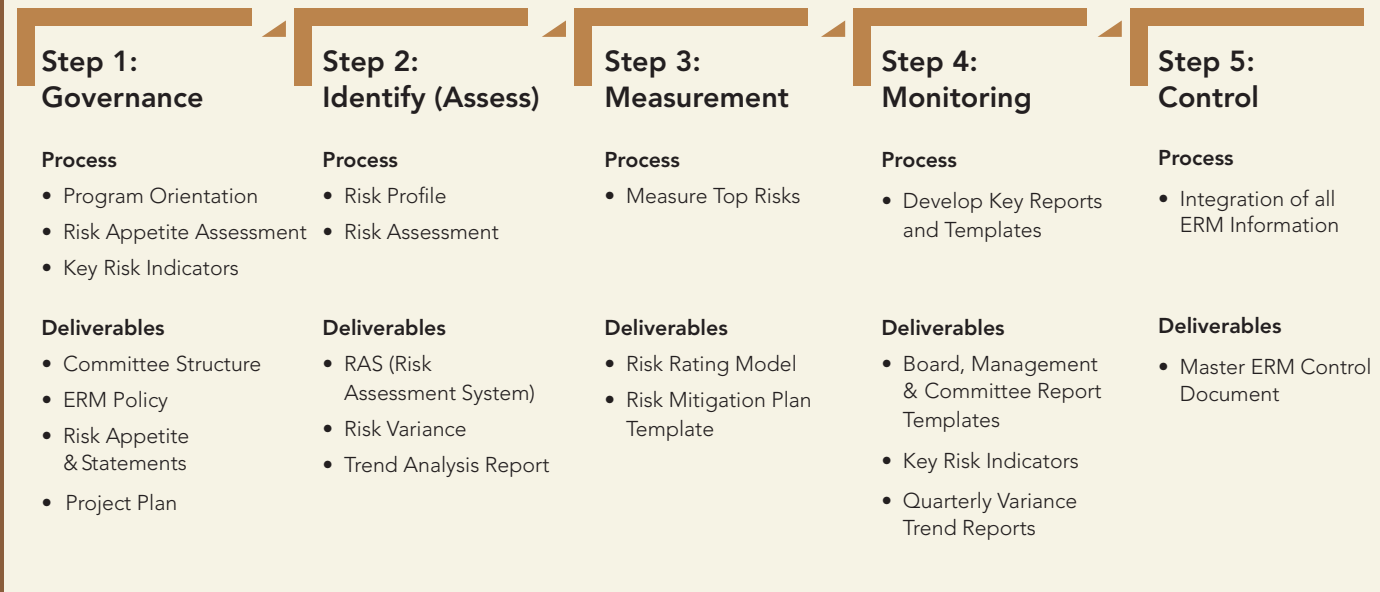 Step 1:
Governance
Process
• Program Orientation
• Risk Appetite Assessment
• Key Risk Indicators
Deliverables
• Committee Structure
• ERM Policy
• Risk Appetite
& Statements
• Project Plan
Step 2:
Identify (Assess)
Process
• Risk Profile
• Risk Assessment
Deliverables
• RAS (Risk
Assessment System)
• Risk Variance
• Trend Analysis Report
Step 3:
Measurement
Process
• Measure Top Risks
Deliverables
• Risk Rating Model
• Risk Mitigation Plan
Template
Step 4:
Monitoring
Process
• Develop Key Reports
and Templates
Deliverables
• Board, Management
& Committee Report
Templates
• Key Risk Indicators
• Quarterly Variance
Trend Reports
Step 5:
Control
Process
• Integration of all
ERM Information
Deliverables
• Master ERM Control
Document